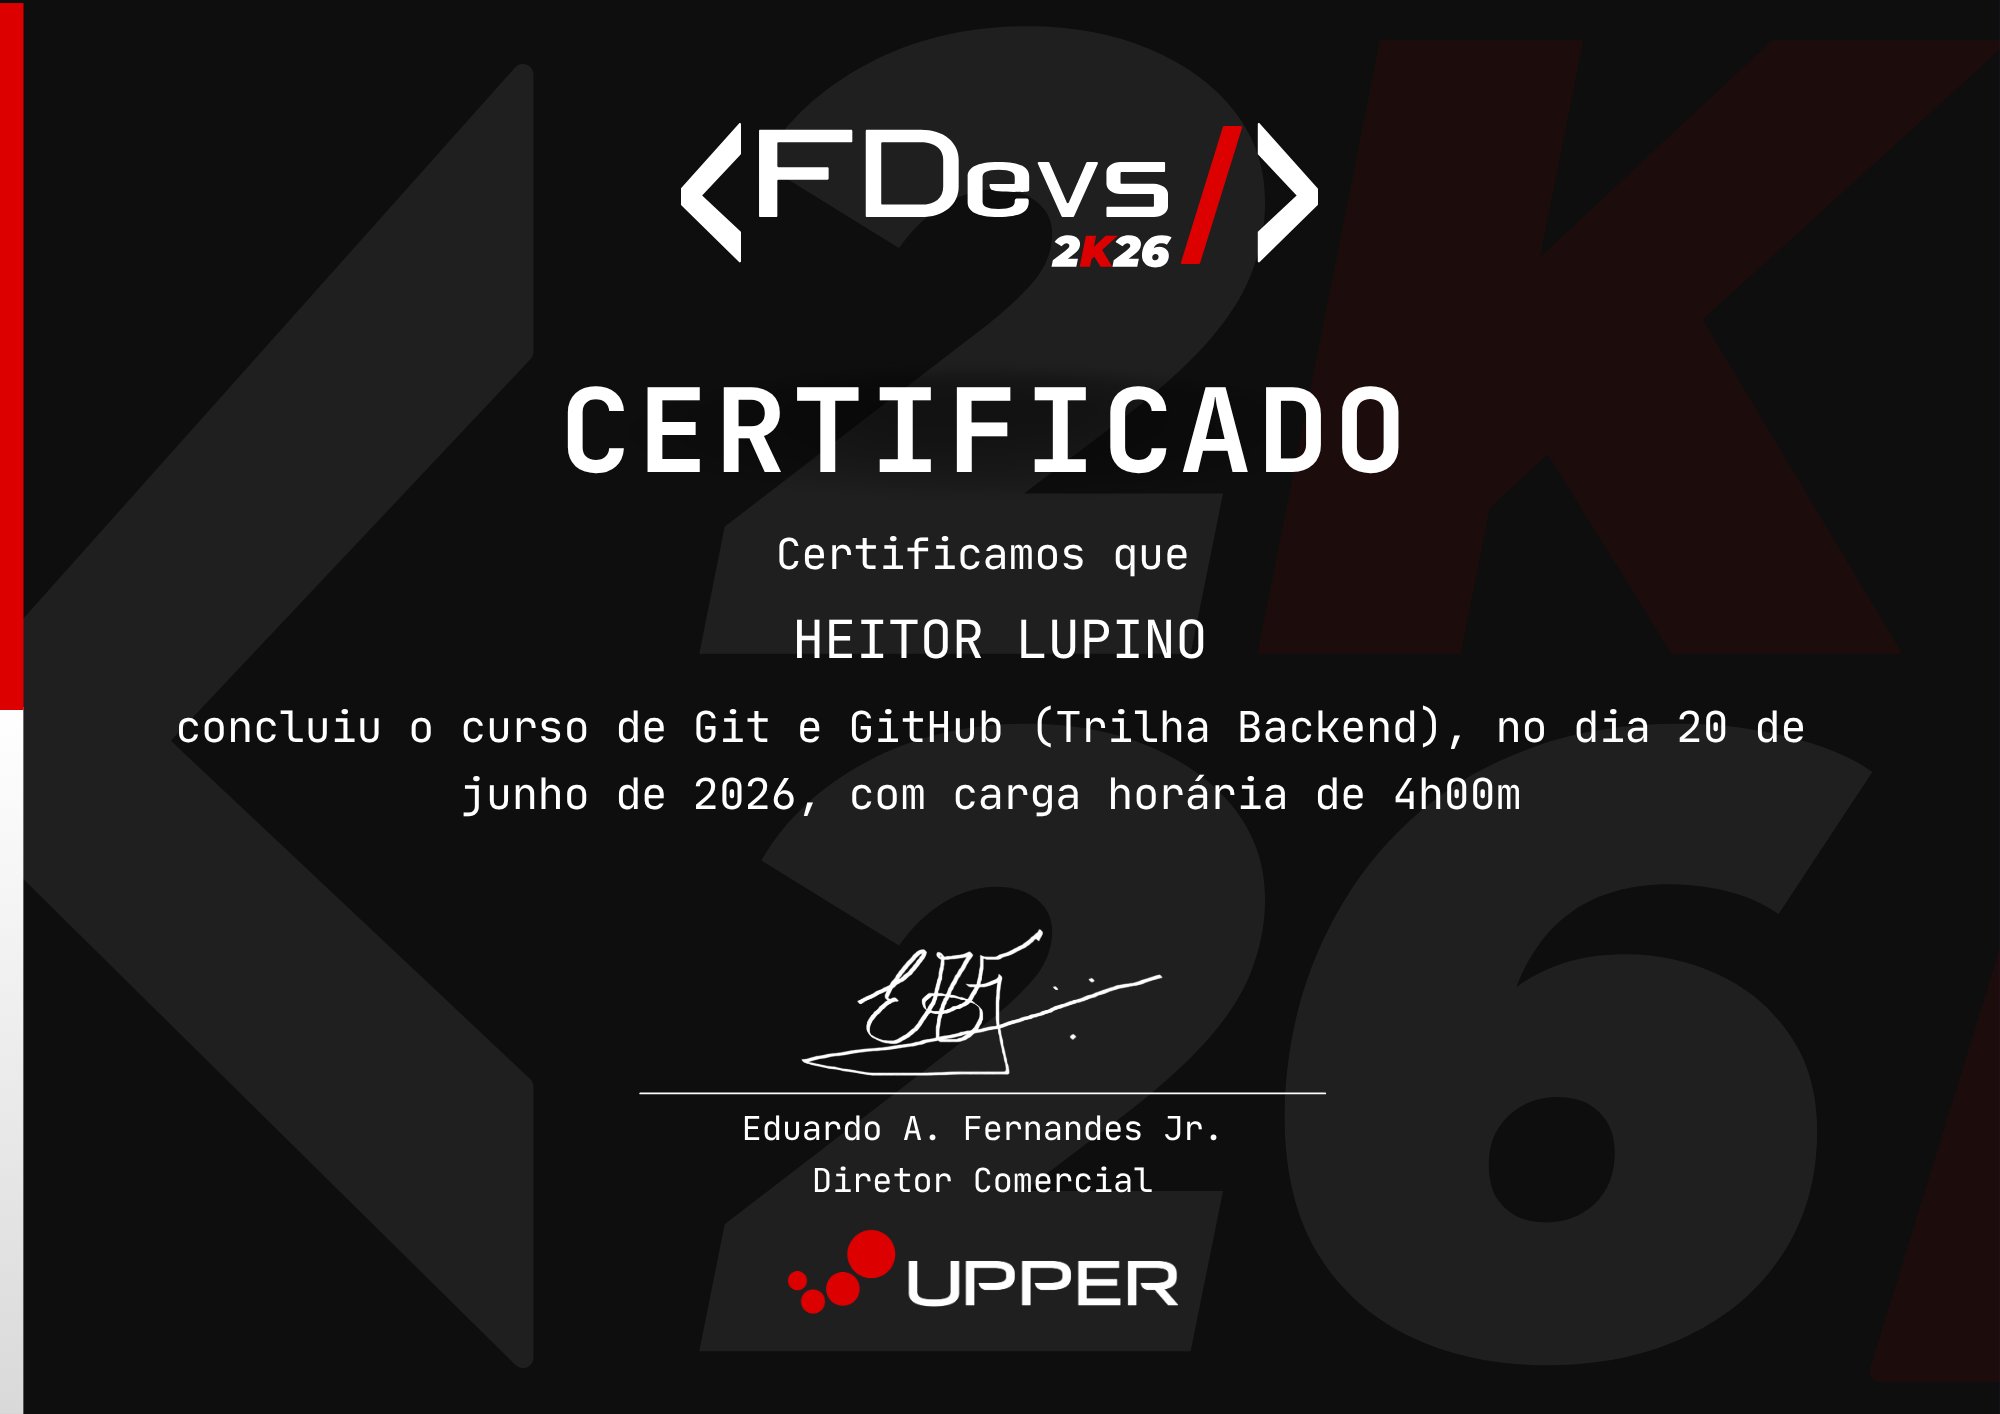 <FDevs/>
2K26
CERTIFICADO
Certificamos que
HEITOR LUPINO
concluiu o curso de Git e GitHub (Trilha Backend), no dia 20 de
junho de 2026, com carga horária de 4h00m
Eduardo A. Fernandes Jr.
Diretor Comercial
UPPER